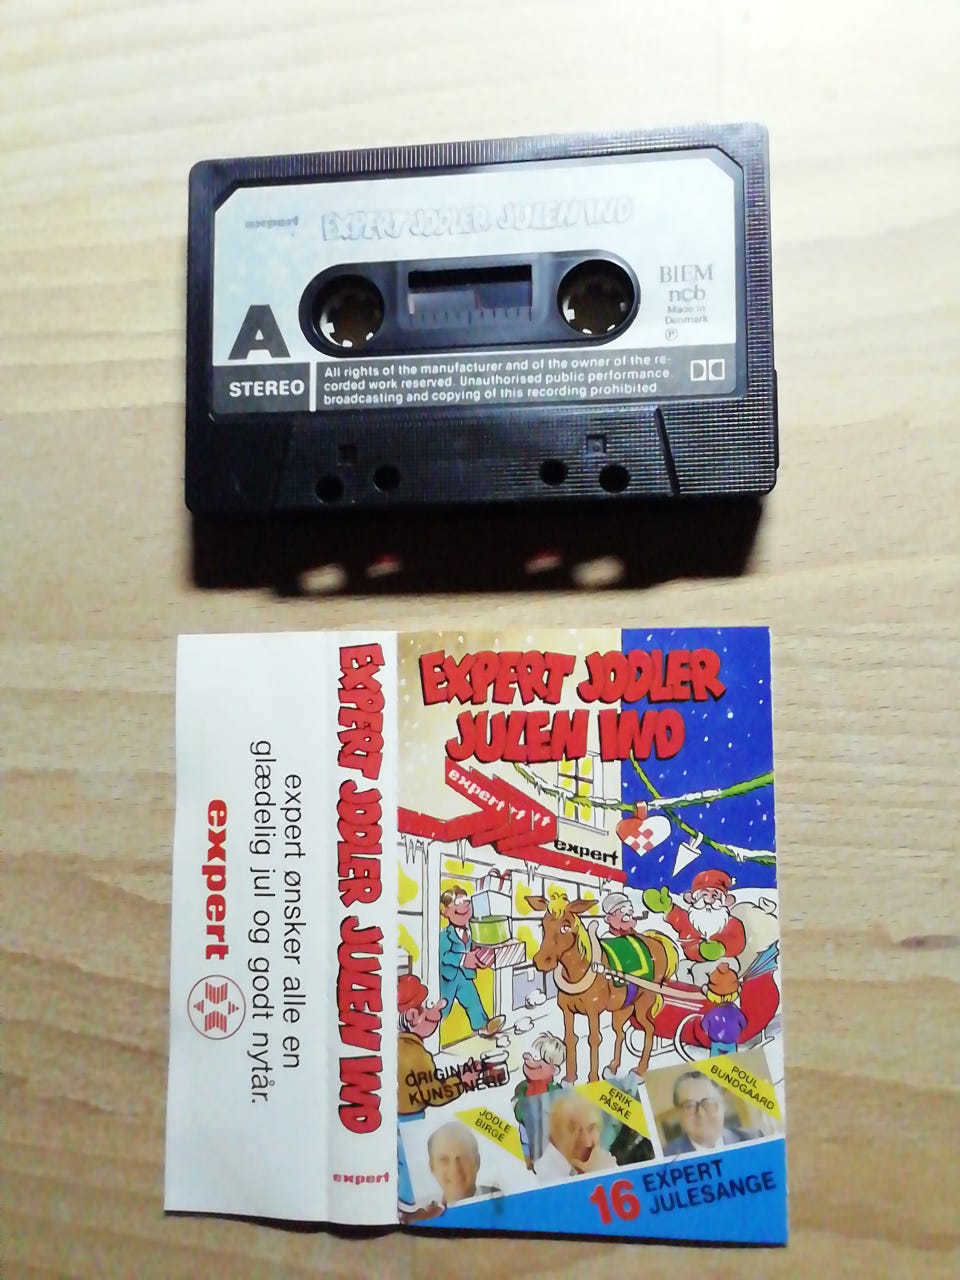 expert EXPERT JODLER JULEN IND
BIEM
ncb
Made in
Denmark
℗
A
STEREO
All rights of the manufacturer and of the owner of the re-
corded work reserved. Unauthorised public performance
broadcasting and copying of this recording prohibited
expert ønsker alle en
glædelig jul og godt nytår.
expert
EXPERT JODLER JULEN IND
expert
EXPERT JODLER
JULEN IND
expert
expert
ORIGINALE
KUNSTNERE
JODLE
BIRGE
ERIK
PASKE
POUL
BUNDGAARD
16 EXPERT
JULESANGE